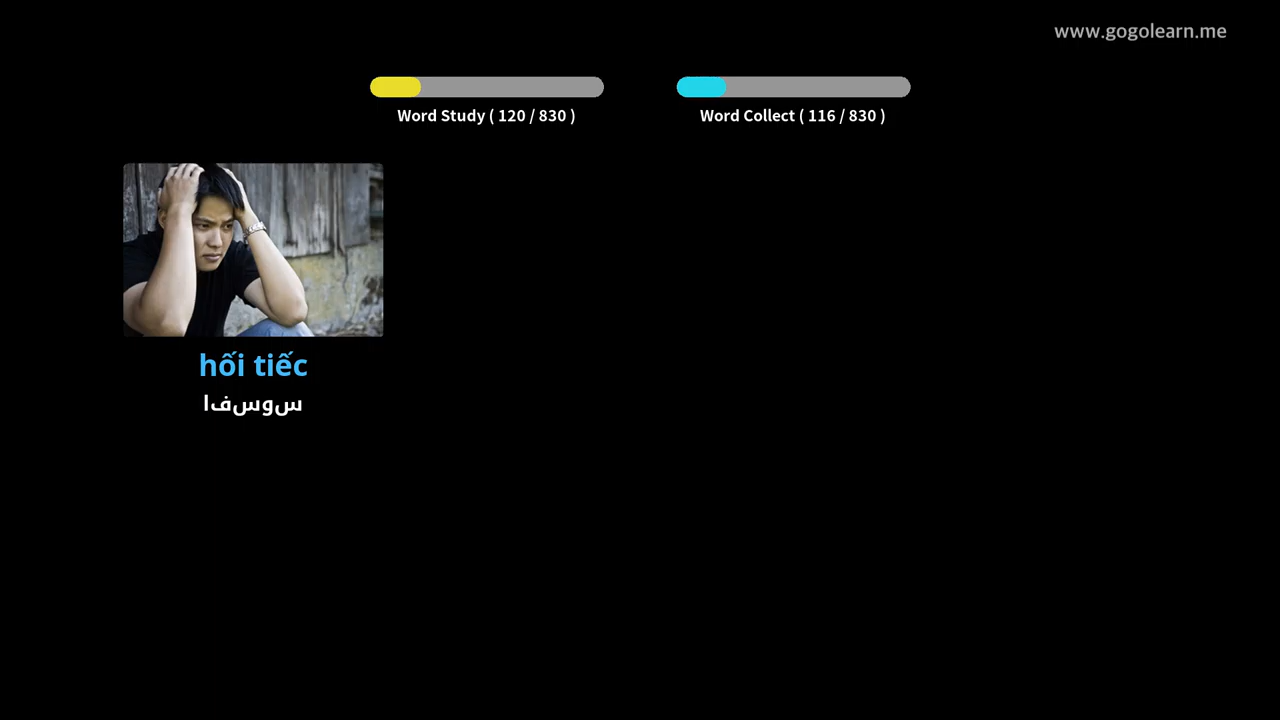 www.gogolearn.me
Word Study ( 120 / 830 )
Word Collect ( 116 / 830 )
hối tiếc
سوسفا